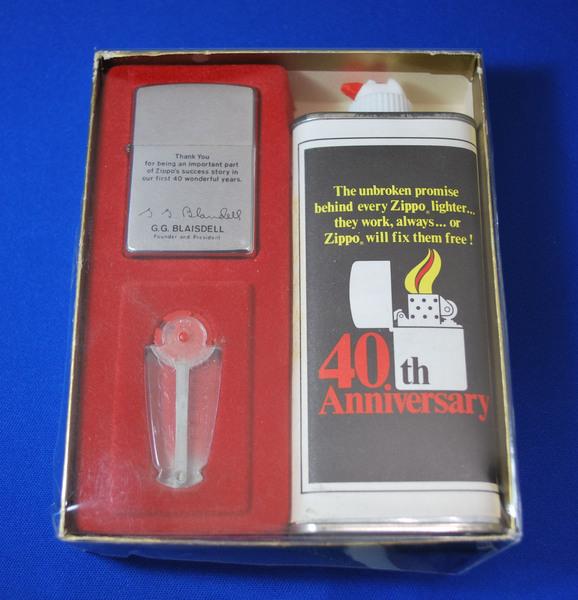 Thank You
for being an important part
of Zippo's success story in
our first 40 wonderful years.
G G Blaisdell
G.G. BLAISDELL
Founder and President
The unbroken promise
behind every Zippo® lighter...
they work, always... or
Zippo® will fix them free!
40th
Anniversary